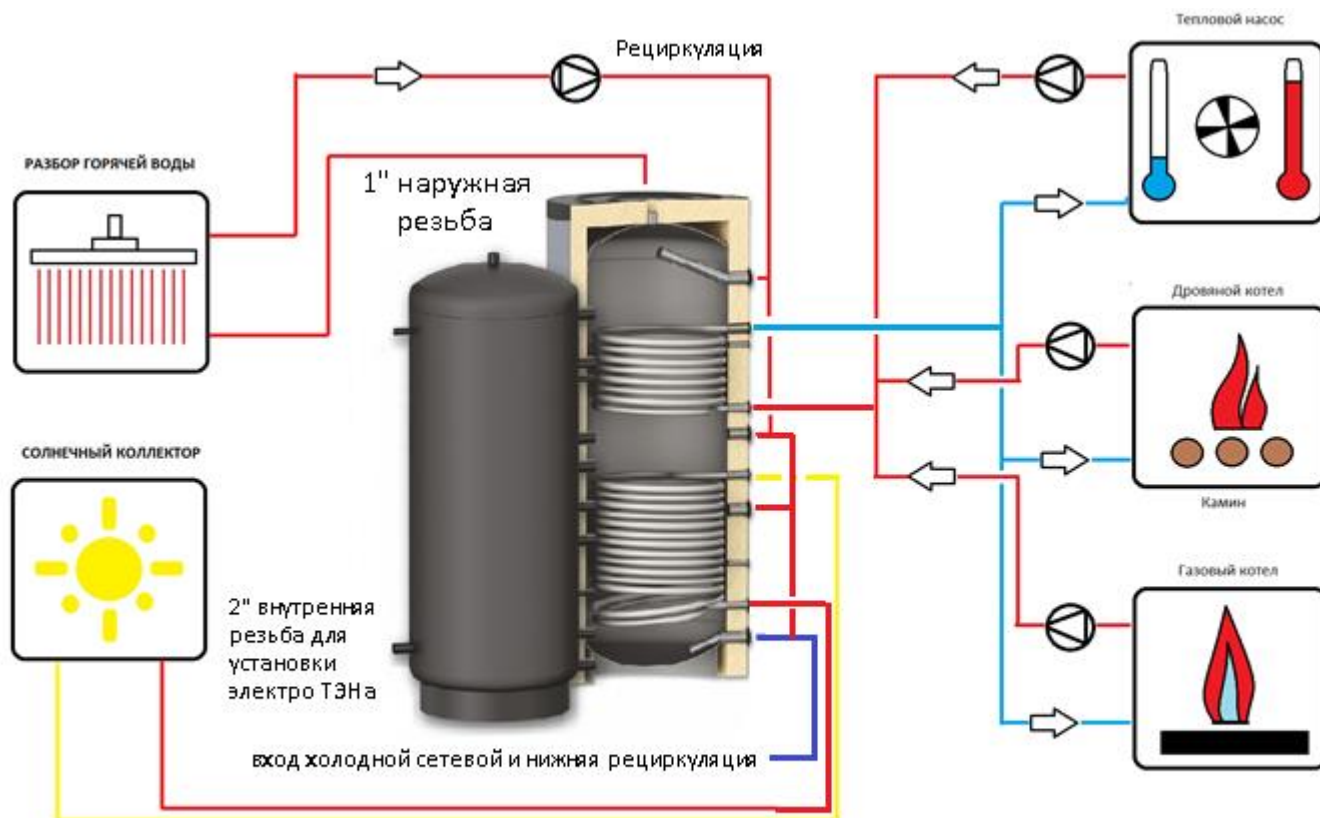 Тепловой насос
Рециркуляция
РАЗБОР ГОРЯЧЕЙ ВОДЫ
1" наружная
резьба
Дровяной котел
СОЛНЕЧНЫЙ КОЛЛЕКТОР
Камин
Газовый котел
2" внутренняя
резьба для
установки
электро ТЭНа
вход холодной сетевой и нижняя рециркуляция